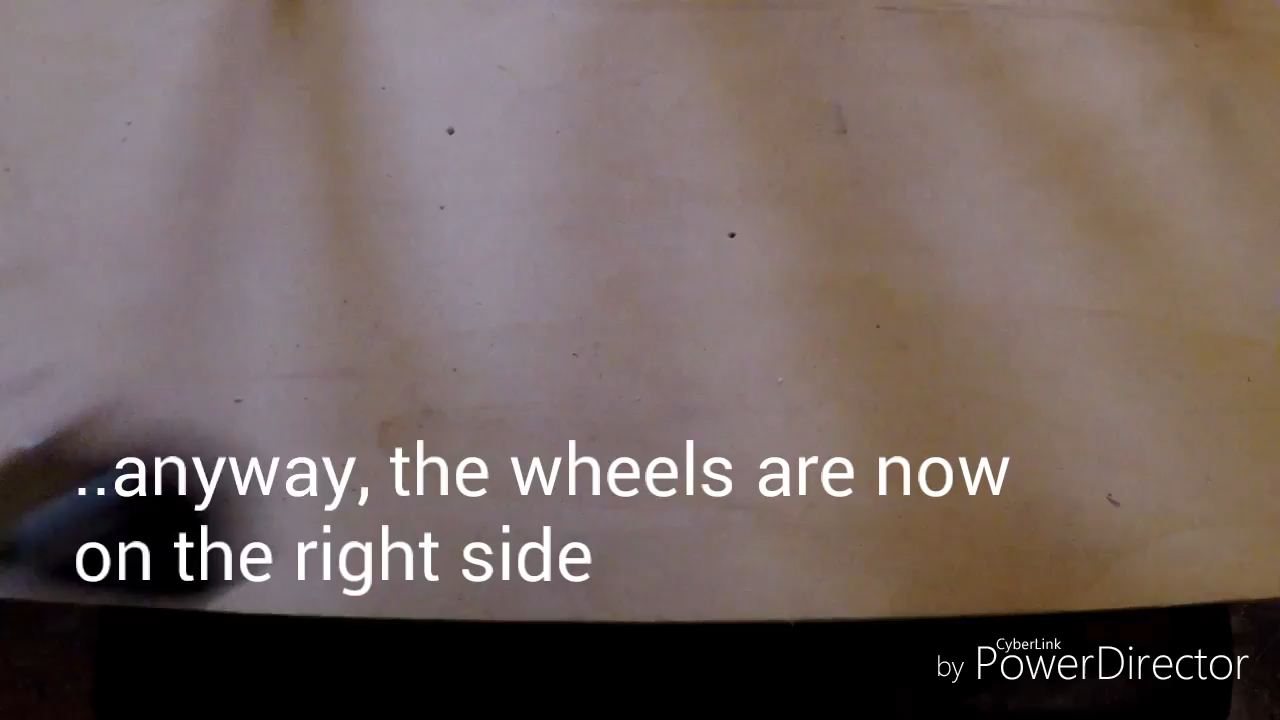 ..anyway, the wheels are now
on the right side
CyberLink
by PowerDirector